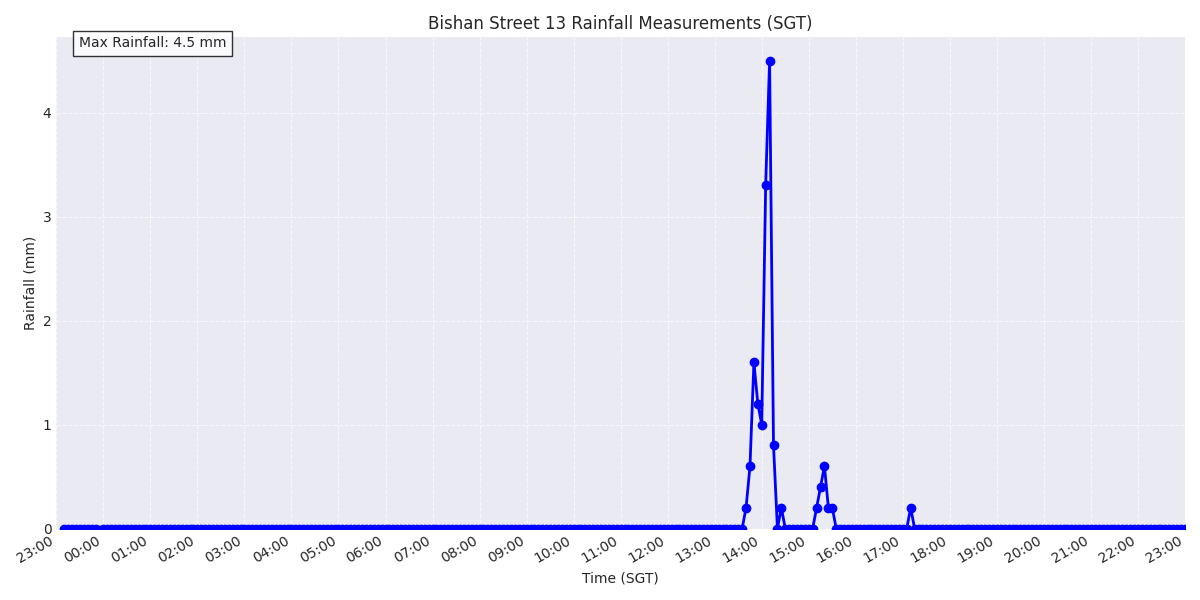 Bishan Street 13 Rainfall Measurements (SGT)
Max Rainfall: 4.5 mm
Rainfall (mm)
4
3
2
1
0
23:00 00:00 01:00 02:00 03:00 04:00 05:00 06:00 07:00 08:00 09:00 10:00 11:00 12:00 13:00 14:00 15:00 16:00 17:00 18:00 19:00 20:00 21:00 22:00 23:00
Time (SGT)